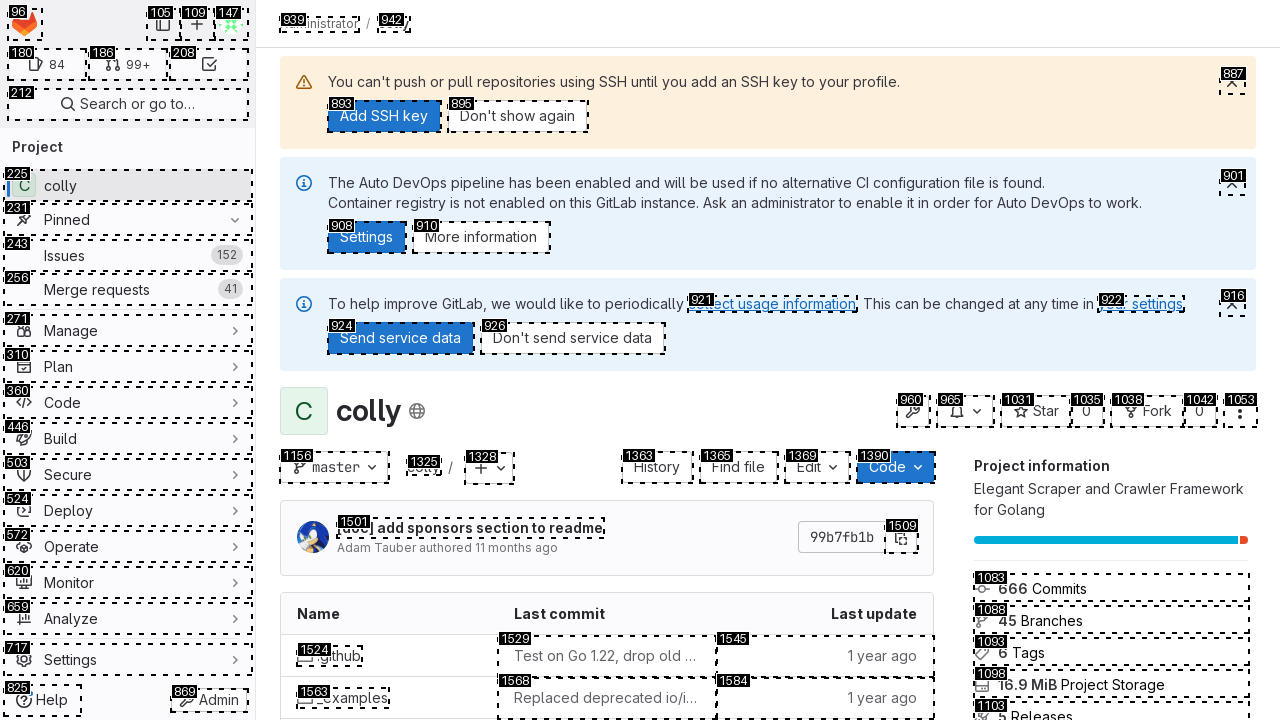 96
105
109
147
180
84
186
99+
208
212
Search or go to…
Project
225
C
colly
231
Pinned
243
Issues
152
256
Merge requests
41
271
Manage
310
Plan
360
Code
446
Build
503
Secure
524
Deploy
572
Operate
620
Monitor
659
Analyze
717
Settings
825
Help
869
Admin
939
942
/
887
You can't push or pull repositories using SSH until you add an SSH key to your profile.
893
Add SSH key
895
Don't show again
901
The Auto DevOps pipeline has been enabled and will be used if no alternative CI configuration file is found.
Container registry is not enabled on this GitLab instance. Ask an administrator to enable it in order for Auto DevOps to work.
908
Settings
910
More information
916
To help improve GitLab, we would like to periodically 921 collect usage information. This can be changed at any time in 922 your settings.
924
Send service data
926
Don't send service data
C
colly
960
965
1031
Star
1035
0
1038
Fork
1042
0
1053
1156
master
1325
colly /
1328
1363
History
1365
Find file
1369
Edit
1390
Code
1501
[doc] add sponsors section to readme
Adam Tauber authored 11 months ago
99b7fb1b
1509
Name
Last commit
Last update
1524
.github
1529
Test on Go 1.22, drop old …
1545
1 year ago
1563
_examples
1568
Replaced deprecated io/i…
1584
1 year ago
Project information
Elegant Scraper and Crawler Framework
for Golang
1083
666 Commits
1088
45 Branches
1093
6 Tags
1098
16.9 MiB Project Storage
1103
5 Releases